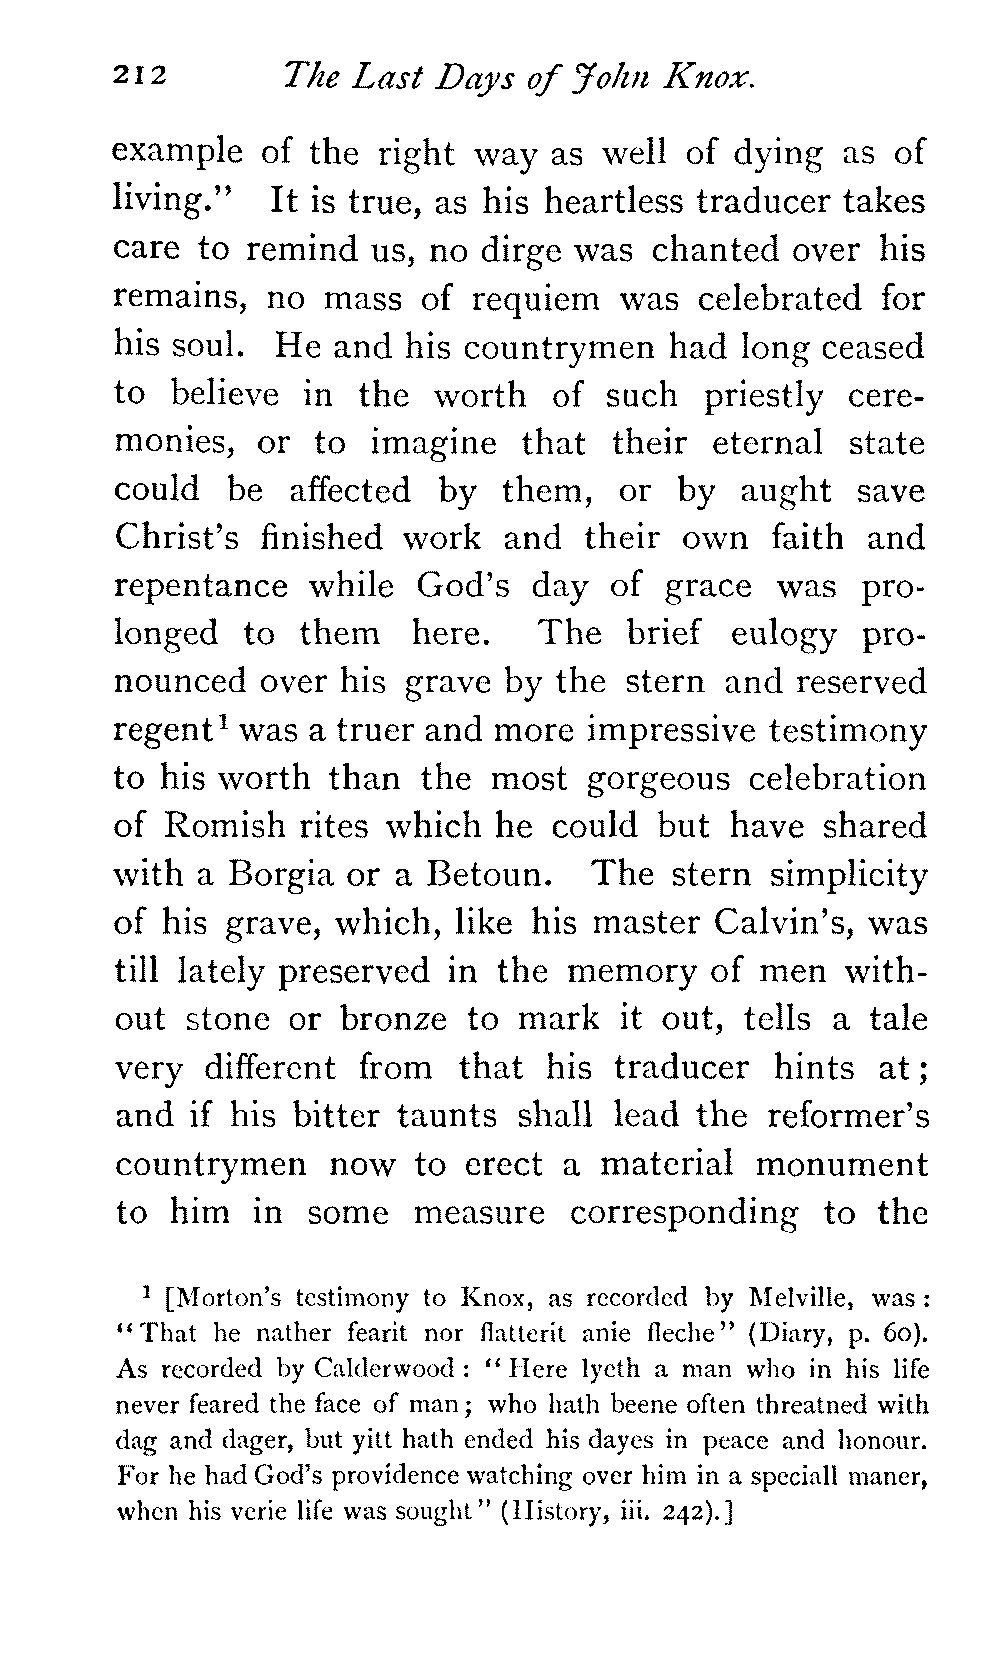 212 The Last Days of John Knox.
example of the right way as well of dying as of
living." It is true, as his heartless traducer takes
care to remind us, no dirge was chanted over his
remains, no mass of requiem was celebrated for
his soul. He and his countrymen had long ceased
to believe in the worth of such priestly cere-
monies, or to imagine that their eternal state
could be affected by them, or by aught save
Christ's finished work and their own faith and
repentance while God's day of grace was pro-
longed to them here. The brief eulogy pro-
nounced over his grave by the stern and reserved
regent¹ was a truer and more impressive testimony
to his worth than the most gorgeous celebration
of Romish rites which he could but have shared
with a Borgia or a Betoun. The stern simplicity
of his grave, which, like his master Calvin's, was
till lately preserved in the memory of men with-
out stone or bronze to mark it out, tells a tale
very different from that his traducer hints at;
and if his bitter taunts shall lead the reformer's
countrymen now to erect a material monument
to him in some measure corresponding to the
¹ [Morton's testimony to Knox, as recorded by Melville, was:
"That he nather fearit nor flatterit anie fleche" (Diary, p. 60).
As recorded by Calderwood: "Here lyeth a man who in his life
never feared the face of man; who hath beene often threatned with
dag and dager, but yitt hath ended his dayes in peace and honour.
For he had God's providence watching over him in a speciall maner,
when his verie life was sought" (History, iii. 242).]